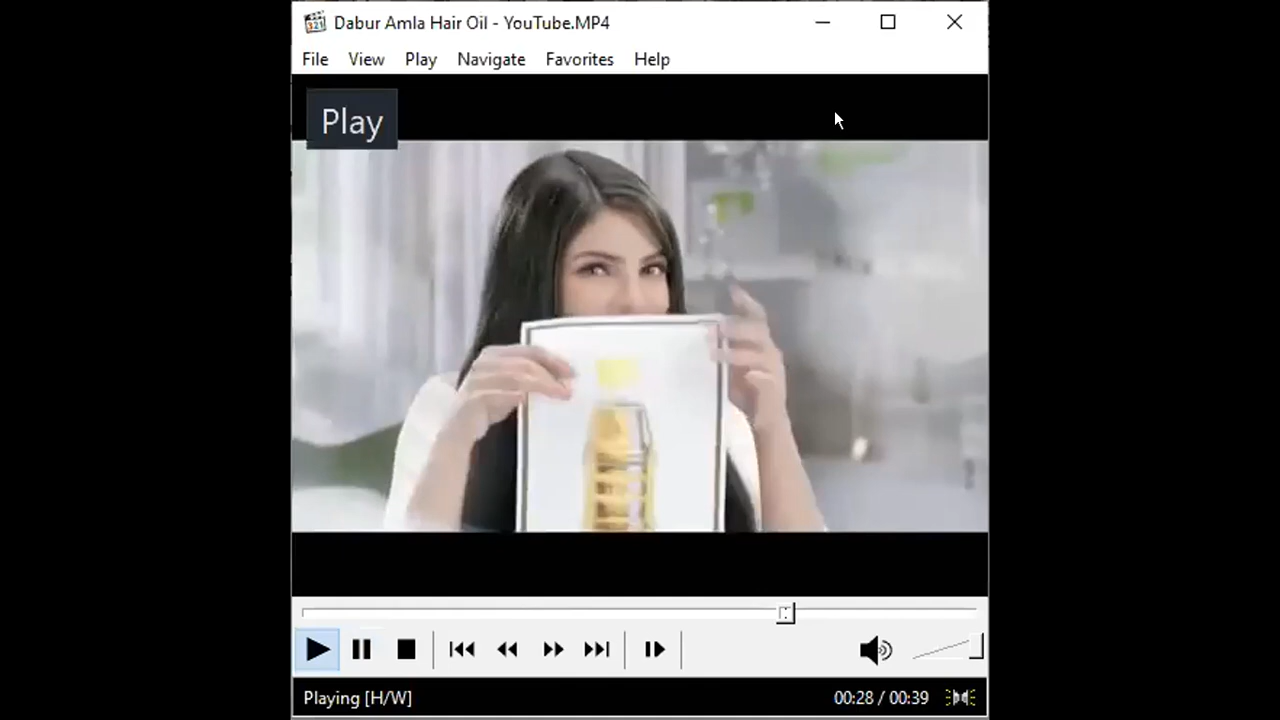 Dabur Amla Hair Oil - YouTube.MP4
File View Play Navigate Favorites Help
Play
Playing [H/W]
00:28 / 00:39